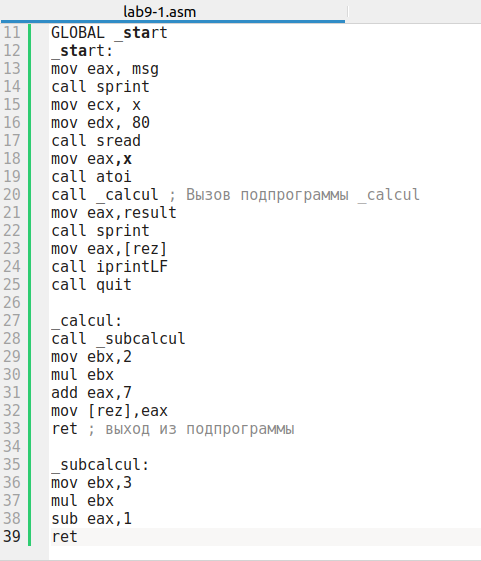 lab9-1.asm
11 GLOBAL _start
12 _start:
13 mov eax, msg
14 call sprint
15 mov ecx, x
16 mov edx, 80
17 call sread
18 mov eax,x
19 call atoi
20 call _calcul ; Вызов подпрограммы _calcul
21 mov eax,result
22 call sprint
23 mov eax,[rez]
24 call iprintLF
25 call quit
26
27 _calcul:
28 call _subcalcul
29 mov ebx,2
30 mul ebx
31 add eax,7
32 mov [rez],eax
33 ret ; выход из подпрограммы
34
35 _subcalcul:
36 mov ebx,3
37 mul ebx
38 sub eax,1
39 ret